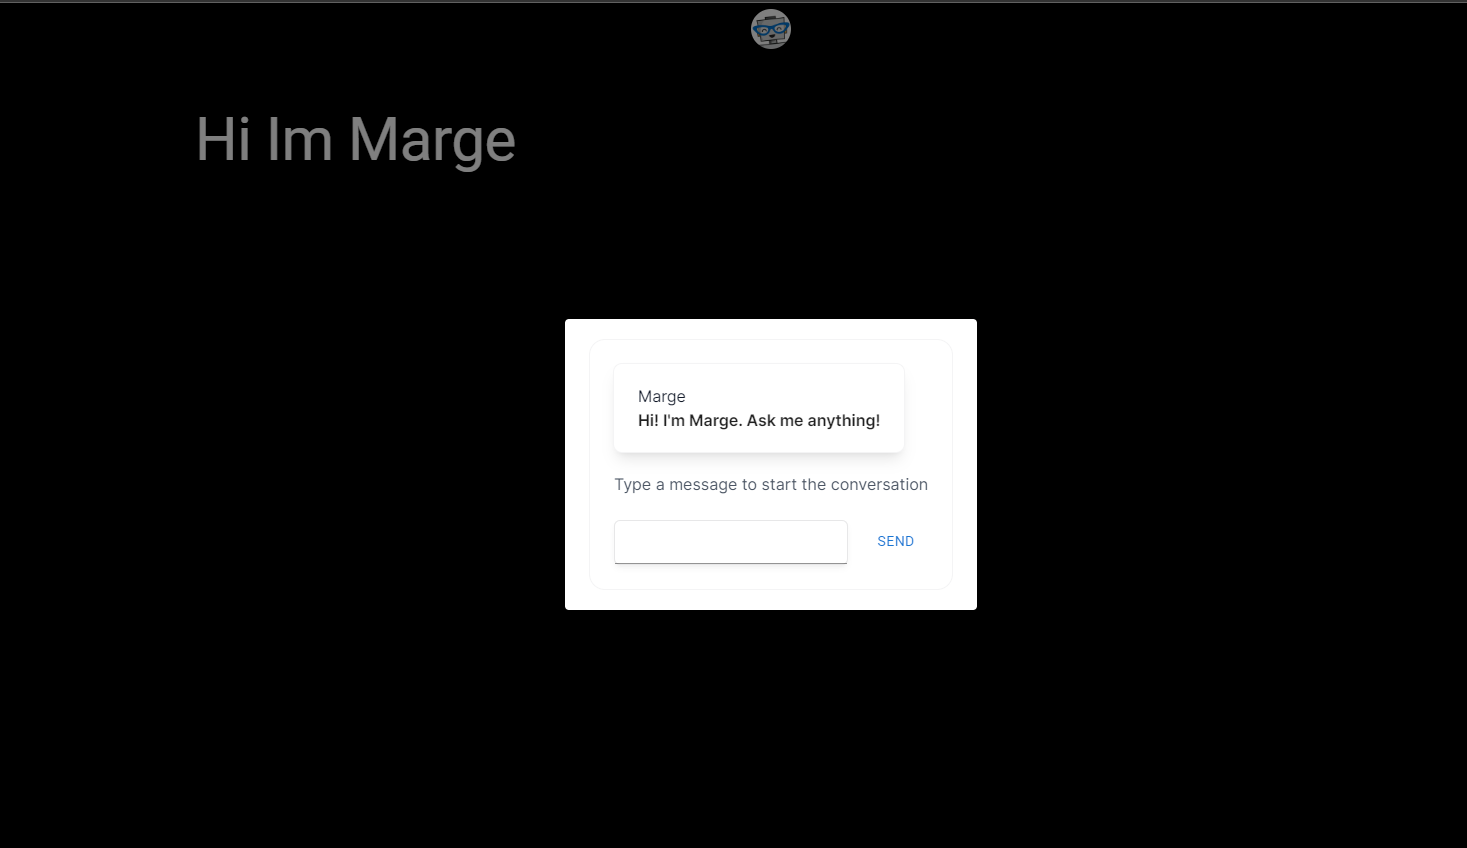 Hi Im Marge
Marge
Hi! I'm Marge. Ask me anything!
Type a message to start the conversation
SEND